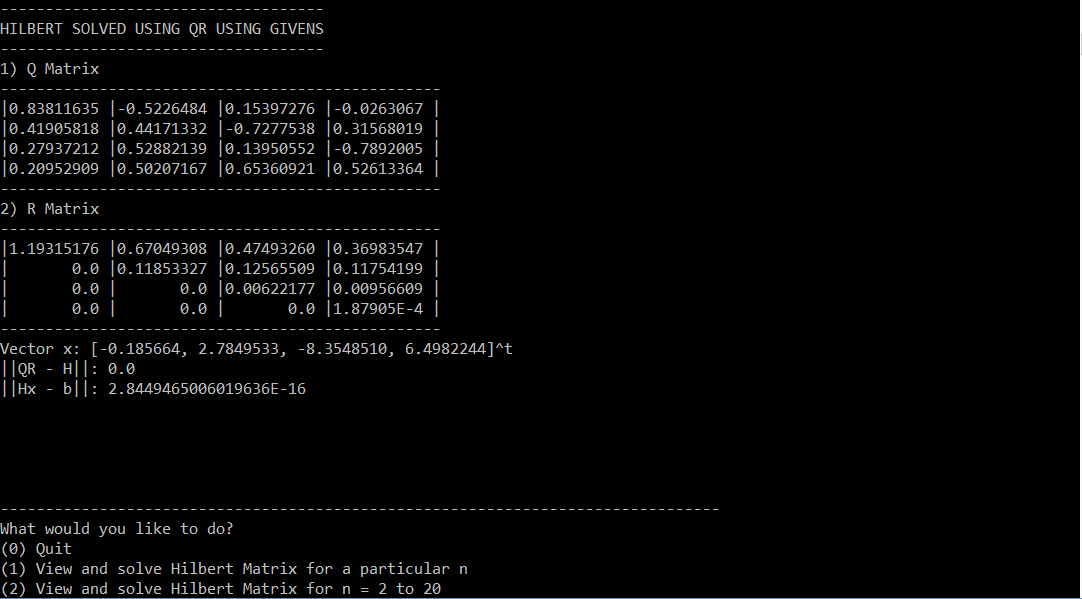 ------------------------------------
HILBERT SOLVED USING QR USING GIVENS
------------------------------------
1) Q Matrix
-------------------------------------------------
|0.83811635 |-0.5226484 |0.15397276 |-0.0263067 |
|0.41905818 |0.44171332 |-0.7277538 |0.31568019 |
|0.27937212 |0.52882139 |0.13950552 |-0.7892005 |
|0.20952909 |0.50207167 |0.65360921 |0.52613364 |
-------------------------------------------------
2) R Matrix
-------------------------------------------------
|1.19315176 |0.67049308 |0.47493260 |0.36983547 |
|       0.0 |0.11853327 |0.12565509 |0.11754199 |
|       0.0 |       0.0 |0.00622177 |0.00956609 |
|       0.0 |       0.0 |       0.0 |1.87905E-4 |
-------------------------------------------------
Vector x: [-0.185664, 2.7849533, -8.3548510, 6.4982244]^t
||QR - H||: 0.0
||Hx - b||: 2.8449465006019636E-16
--------------------------------------------------------------------------------
What would you like to do?
(0) Quit
(1) View and solve Hilbert Matrix for a particular n
(2) View and solve Hilbert Matrix for n = 2 to 20